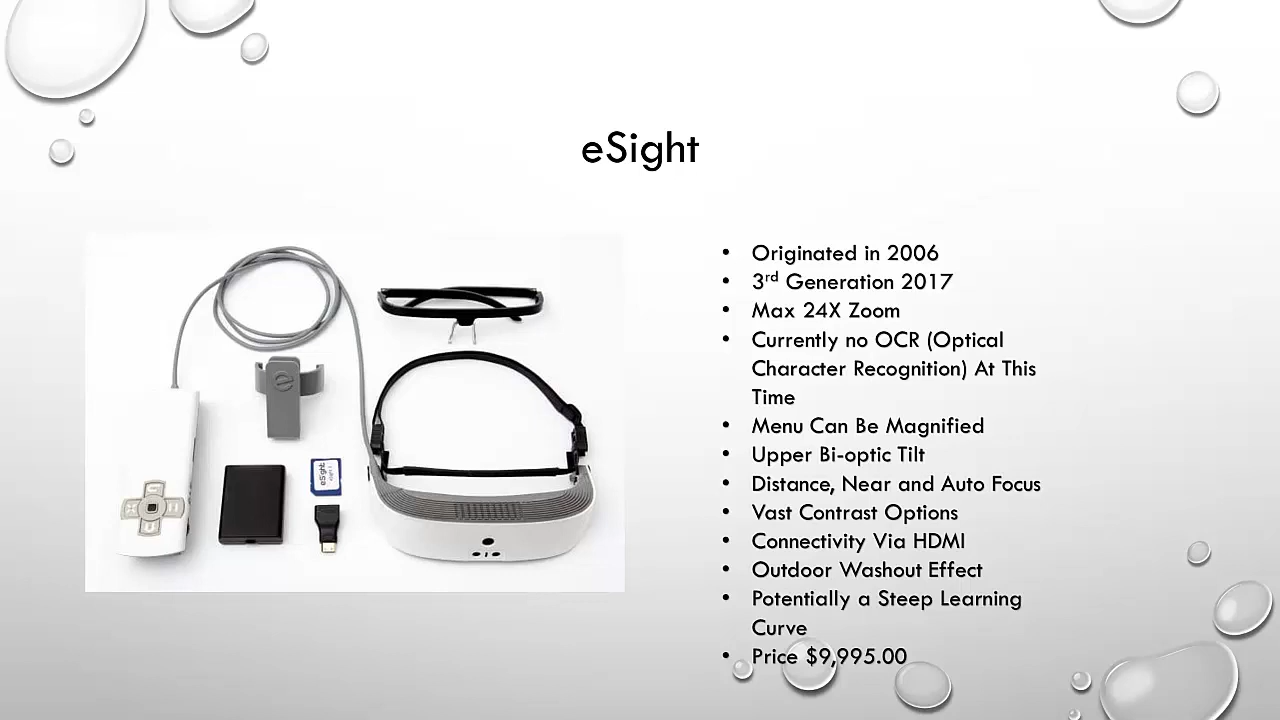 eSight
• Originated in 2006
• 3rd Generation 2017
• Max 24X Zoom
• Currently no OCR (Optical
Character Recognition) At This
Time
• Menu Can Be Magnified
• Upper Bi-optic Tilt
• Distance, Near and Auto Focus
• Vast Contrast Options
• Connectivity Via HDMI
• Outdoor Washout Effect
• Potentially a Steep Learning
Curve
• Price $9,995.00
e
eSight